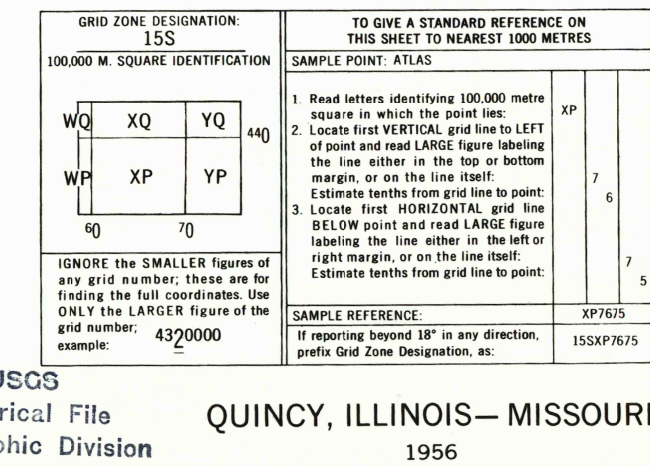 GRID ZONE DESIGNATION:
15S
100,000 M. SQUARE IDENTIFICATION
WQ XQ YQ
440
WP XP YP
60 70
IGNORE the SMALLER figures of
any grid number; these are for
finding the full coordinates. Use
ONLY the LARGER figure of the
grid number;
example: 4320000
TO GIVE A STANDARD REFERENCE ON
THIS SHEET TO NEAREST 1000 METRES
SAMPLE POINT: ATLAS
1. Read letters identifying 100,000 metre
square in which the point lies: XP
2. Locate first VERTICAL grid line to LEFT
of point and read LARGE figure labeling
the line either in the top or bottom
margin, or on the line itself: 7
Estimate tenths from grid line to point: 6
3. Locate first HORIZONTAL grid line
BELOW point and read LARGE figure
labeling the line either in the left or
right margin, or on the line itself: 7
Estimate tenths from grid line to point: 5
SAMPLE REFERENCE: XP7675
If reporting beyond 18° in any direction,
prefix Grid Zone Designation, as: 15SXP7675
USGS
rical File
phic Division
QUINCY, ILLINOIS—MISSOURI
1956